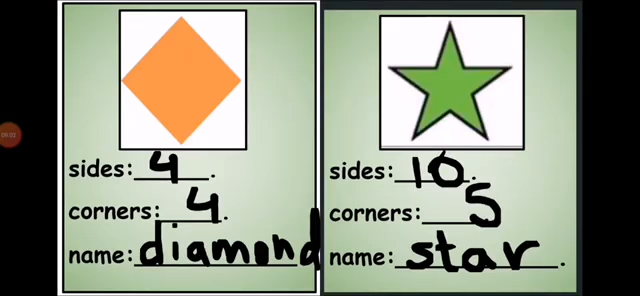 sides: 4.
corners: 4.
name: diamond
sides: 10.
corners: 5
name: star.